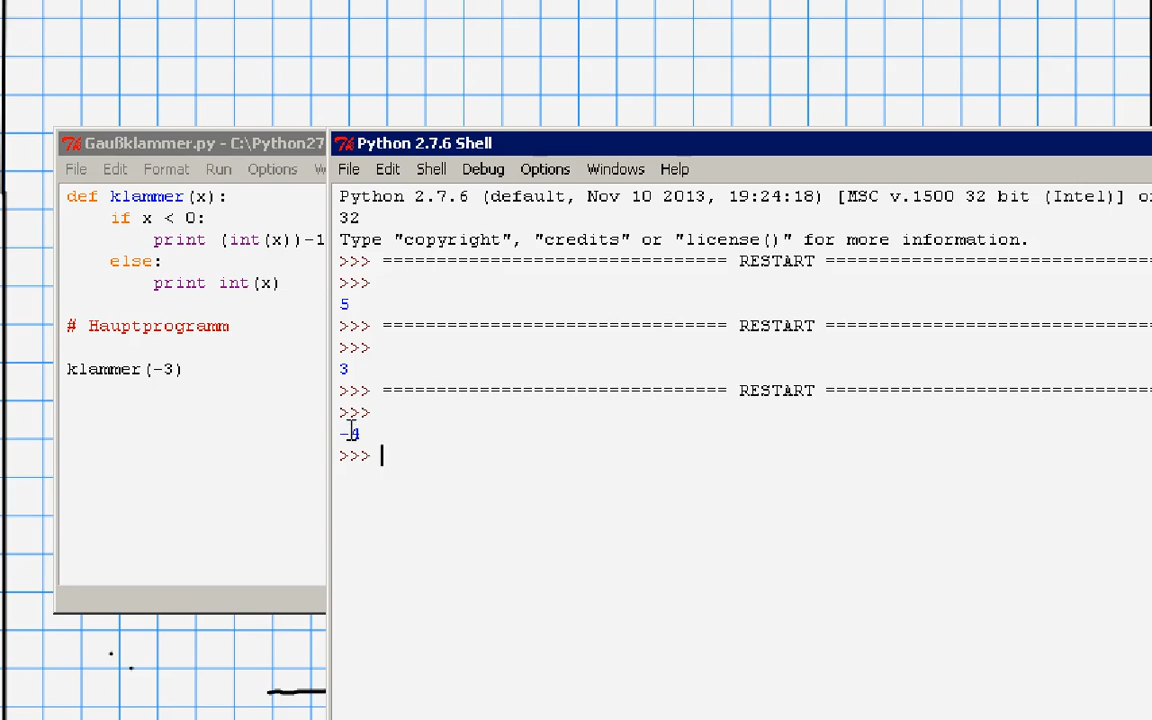 Gaußklammer.py - C:\Python27
File Edit Format Run Options
def klammer(x):
if x < 0:
print (int(x))-1
else:
print int(x)
# Hauptprogramm
klammer(-3)
Python 2.7.6 Shell
File Edit Shell Debug Options Windows Help
Python 2.7.6 (default, Nov 10 2013, 19:24:18) [MSC v.1500 32 bit (Intel)]
32
Type "copyright", "credits" or "license()" for more information.
>>> ================================ RESTART ================================
>>>
5
>>> ================================ RESTART ================================
>>>
3
>>> ================================ RESTART ================================
>>>
-4
>>>